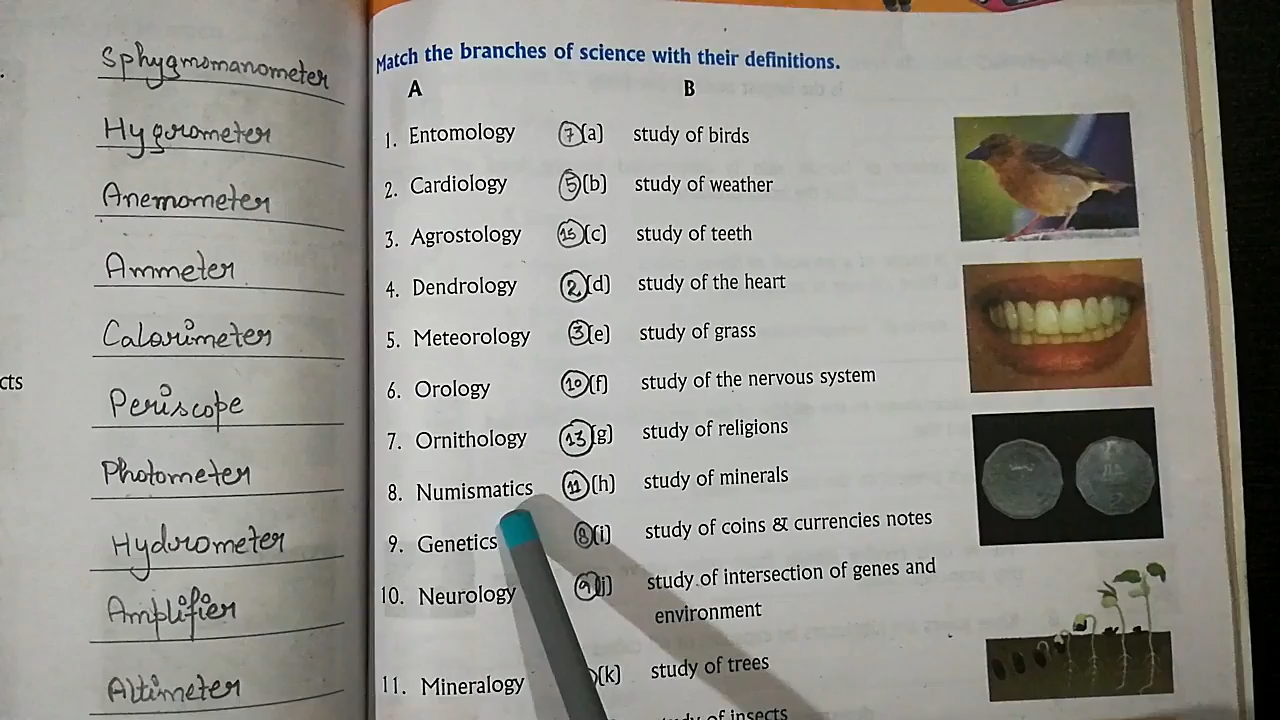 Sphygmomanometer
Hygrometer
Anemometer
Ammeter
Calorimeter
cts
Periscope
Photometer
Hydrometer
Amplifier
Altimeter
Match the branches of science with their definitions.
A B
1. Entomology 7 (a) study of birds
2. Cardiology 5 (b) study of weather
3. Agrostology 15 (c) study of teeth
4. Dendrology 2 (d) study of the heart
5. Meteorology 3 (e) study of grass
6. Orology 10 (f) study of the nervous system
7. Ornithology 13 (g) study of religions
8. Numismatics 11 (h) study of minerals
9. Genetics 8 (i) study of coins & currencies notes
10. Neurology 9 (j) study of intersection of genes and
environment
11. Mineralogy (k) study of trees
of insects